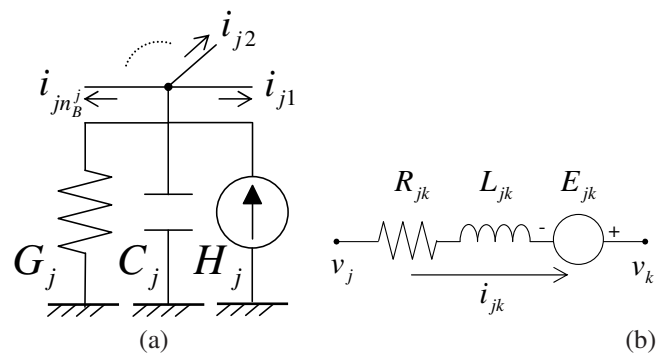 i_{j2}
i_{jn_B^j}
i_{j1}
G_j
C_j
H_j
(a)
R_{jk}
L_{jk}
E_{jk}
- +
v_j
v_k
i_{jk}
(b)